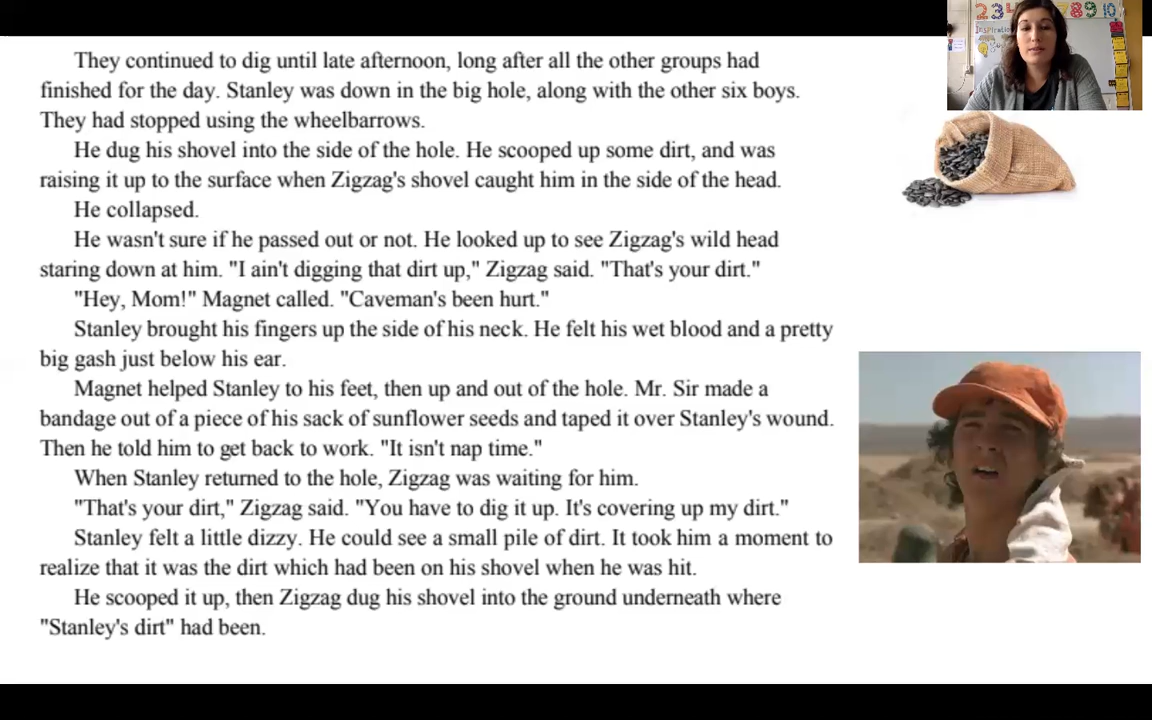 They continued to dig until late afternoon, long after all the other groups had
finished for the day. Stanley was down in the big hole, along with the other six boys.
They had stopped using the wheelbarrows.
He dug his shovel into the side of the hole. He scooped up some dirt, and was
raising it up to the surface when Zigzag's shovel caught him in the side of the head.
He collapsed.
He wasn't sure if he passed out or not. He looked up to see Zigzag's wild head
staring down at him. "I ain't digging that dirt up," Zigzag said. "That's your dirt."
"Hey, Mom!" Magnet called. "Caveman's been hurt."
Stanley brought his fingers up the side of his neck. He felt his wet blood and a pretty
big gash just below his ear.
Magnet helped Stanley to his feet, then up and out of the hole. Mr. Sir made a
bandage out of a piece of his sack of sunflower seeds and taped it over Stanley's wound.
Then he told him to get back to work. "It isn't nap time."
When Stanley returned to the hole, Zigzag was waiting for him.
"That's your dirt," Zigzag said. "You have to dig it up. It's covering up my dirt."
Stanley felt a little dizzy. He could see a small pile of dirt. It took him a moment to
realize that it was the dirt which had been on his shovel when he was hit.
He scooped it up, then Zigzag dug his shovel into the ground underneath where
"Stanley's dirt" had been.
2 3 4 7 8 9 10